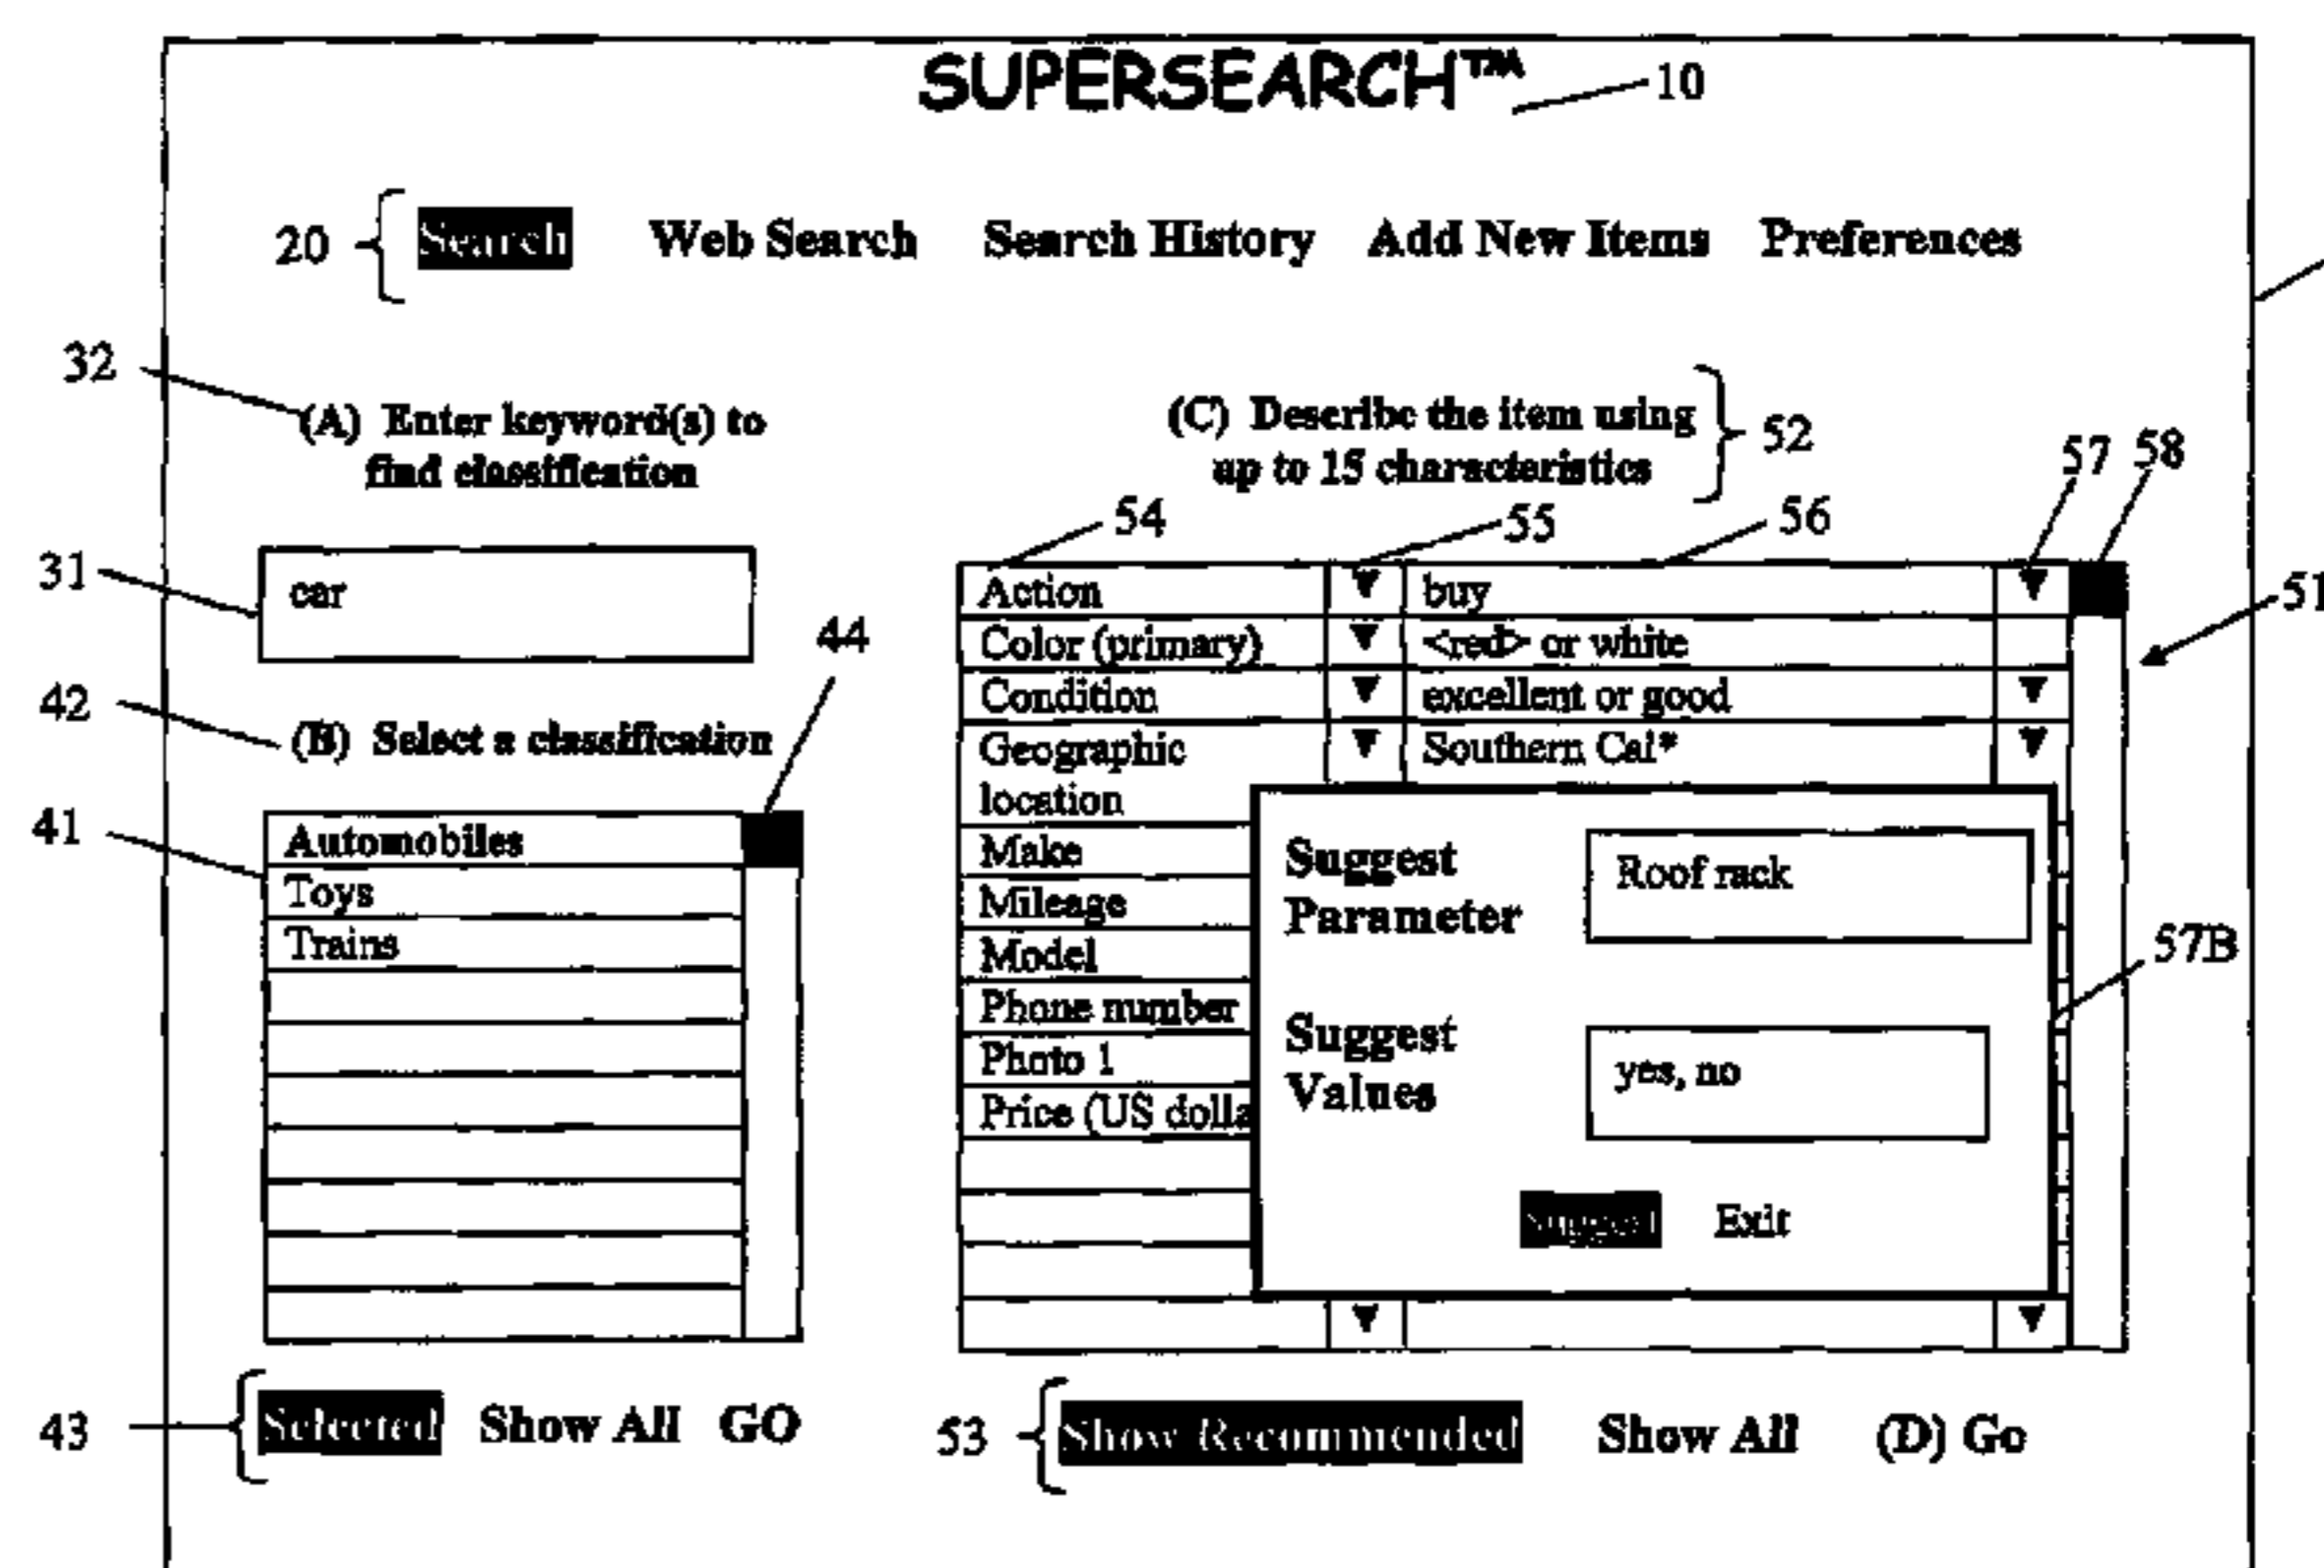 SUPERSEARCH™
10
20 Search Web Search Search History Add New Items Preferences
32
(A) Enter keyword(s) to
find classification
31
car
42
(B) Select a classification
44
41
Automobiles
Toys
Trains
43 Selected Show All GO
(C) Describe the item using
up to 15 characteristics
52
54 55 56 57 58
51
Action buy
Color (primary) <red> or white
Condition excellent or good
Geographic Southern Cal*
location
Make
Mileage
Model
Phone number
Photo 1
Price (US dolla
Suggest
Parameter
Roof rack
57B
Suggest
Values
yes, no
Suggest Exit
53 Show Recommended Show All (D) Go